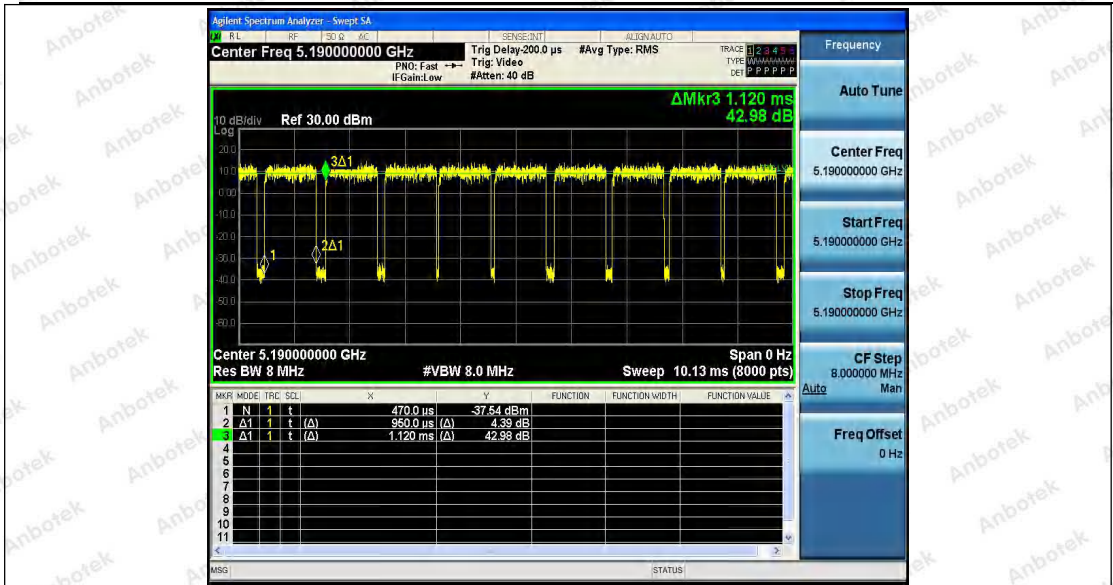 Agilent Spectrum Analyzer - Swept SA
RL RF 50 Ω AC SENSE:INT ALIGNAUTO
Center Freq 5.190000000 GHz
PNO: Fast
IFGain:Low
Trig Delay-200.0 µs
Trig: Video
#Atten: 40 dB
#Avg Type: RMS
TRACE 1 2 3 4 5 6
TYPE
DET P P P P P P
ΔMkr3 1.120 ms
42.98 dB
10 dB/div Ref 30.00 dBm
Log
20.0
10.0
0.00
-10.0
-20.0
-30.0
-40.0
-50.0
-60.0
3Δ1
1
2Δ1
Center 5.190000000 GHz Span 0 Hz
Res BW 8 MHz #VBW 8.0 MHz Sweep 10.13 ms (8000 pts)
MKR MODE TRC SCL X Y FUNCTION FUNCTION WIDTH FUNCTION VALUE
1 N 1 t 470.0 µs -37.54 dBm
2 Δ1 1 t (Δ) 950.0 µs (Δ) 4.39 dB
3 Δ1 1 t (Δ) 1.120 ms (Δ) 42.98 dB
4
5
6
7
8
9
10
11
MSG STATUS
Frequency
Auto Tune
Center Freq
5.190000000 GHz
Start Freq
5.190000000 GHz
Stop Freq
5.190000000 GHz
CF Step
8.000000 MHz
Auto Man
Freq Offset
0 Hz
Anbotek